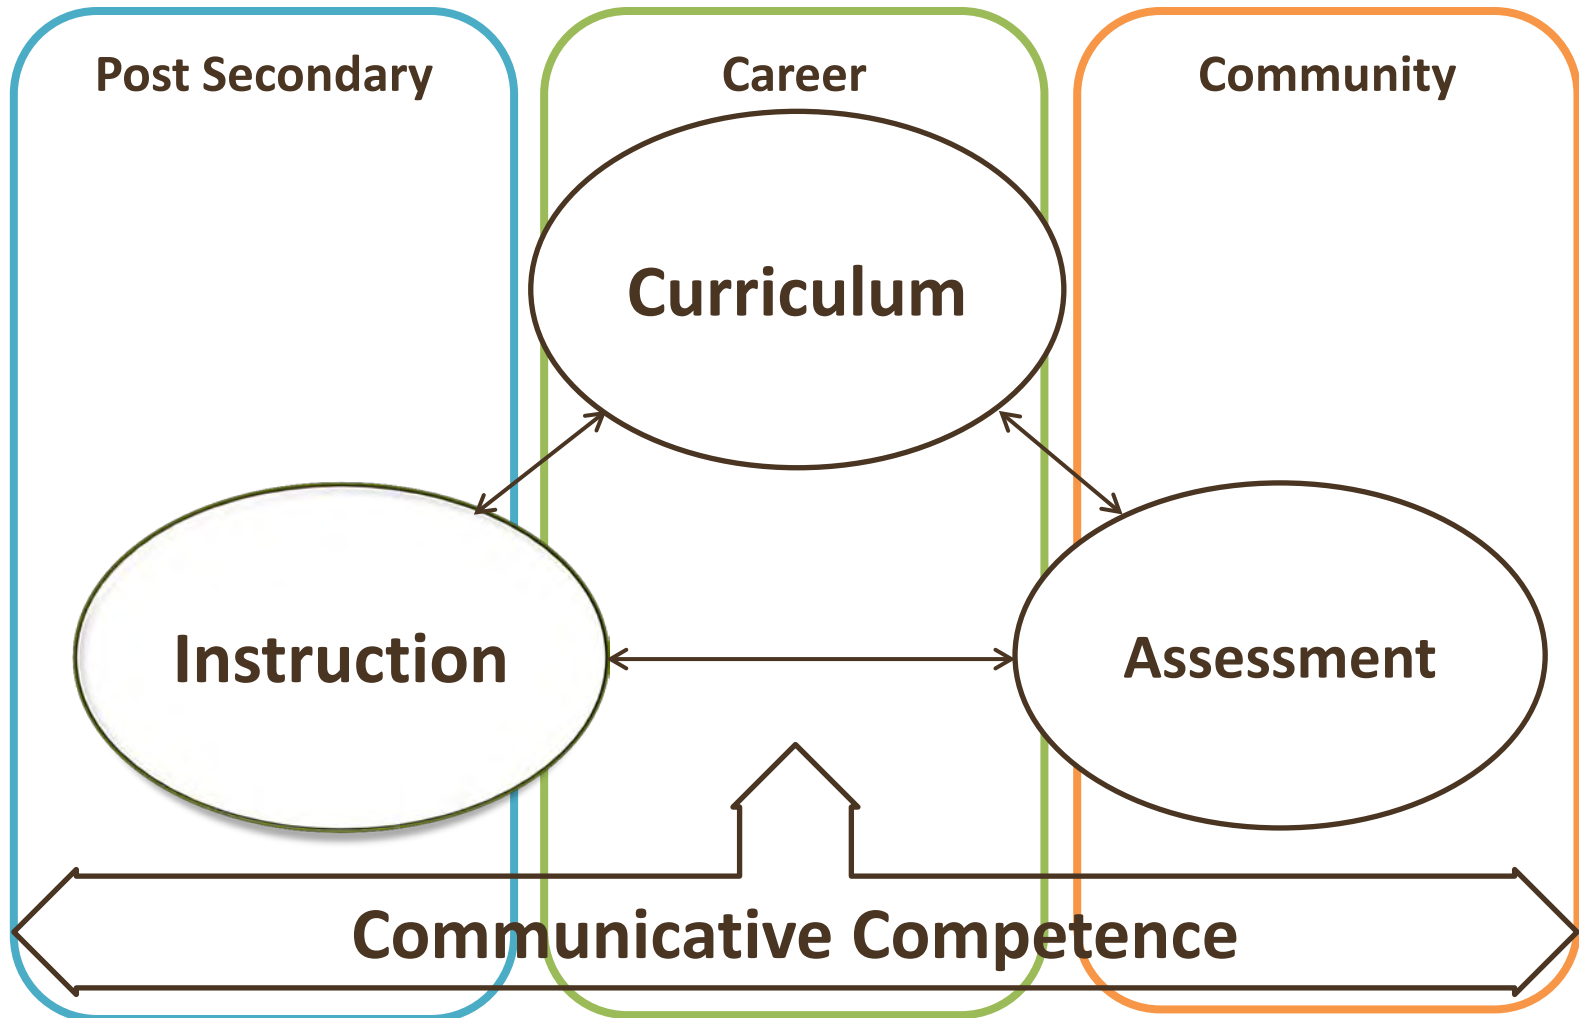 Post Secondary
Career
Community
Curriculum
Instruction
Assessment
Communicative Competence